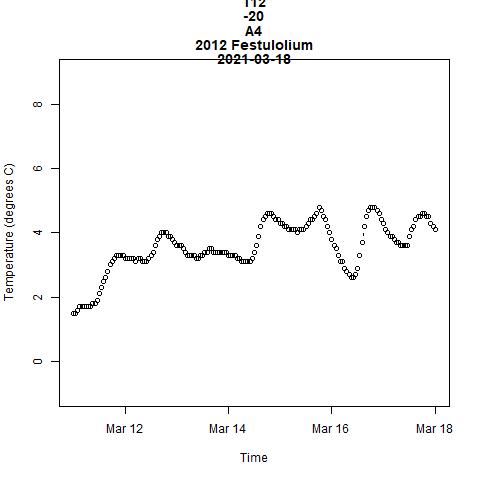 T12
-20
A4
2012 Festulolium
2021-03-18
Temperature (degrees C)
8
6
4
2
0
Mar 12 Mar 14 Mar 16 Mar 18
Time